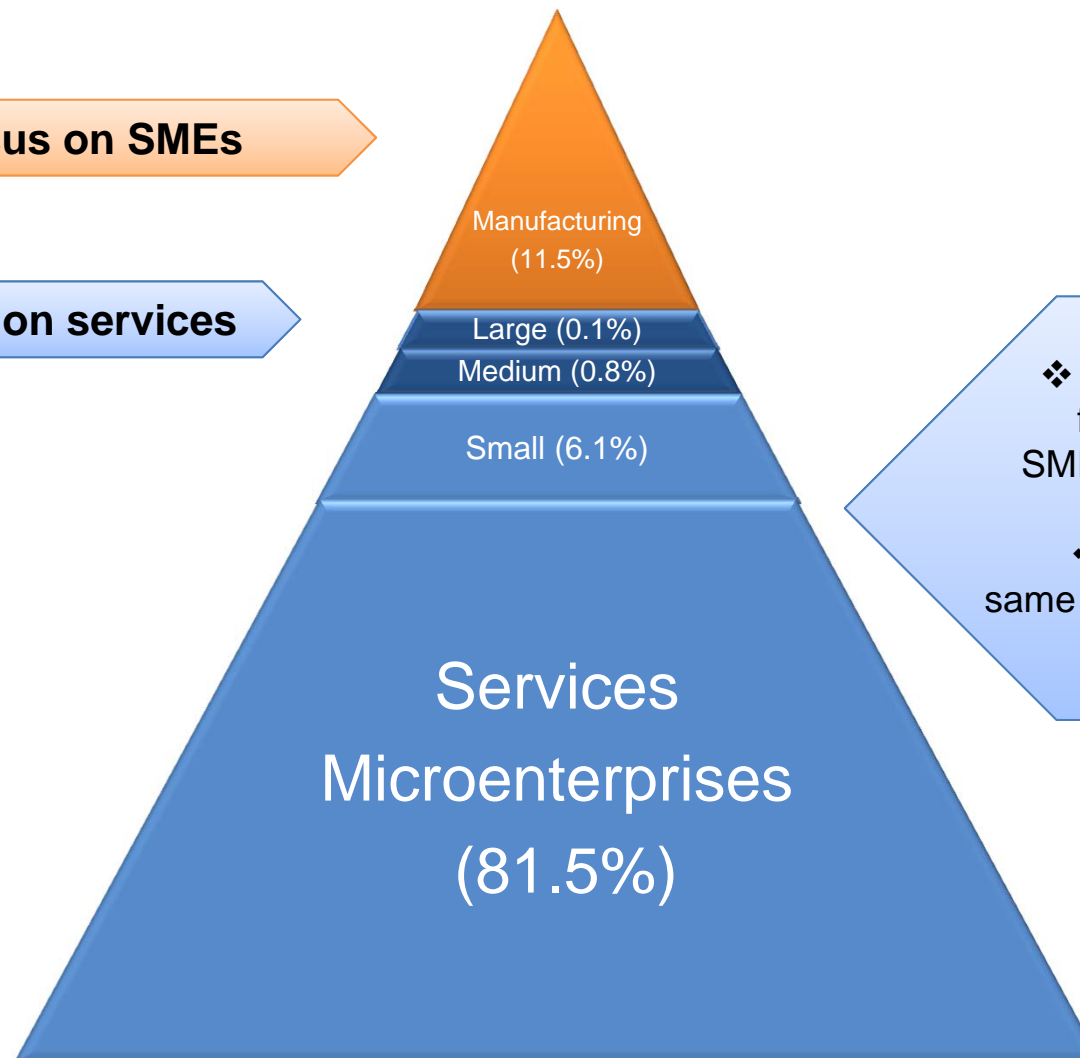 us on SMEs
Manufacturing
(11.5%)
on services
Large (0.1%)
Medium (0.8%)
Small (6.1%)
Services
Microenterprises
(81.5%)
same